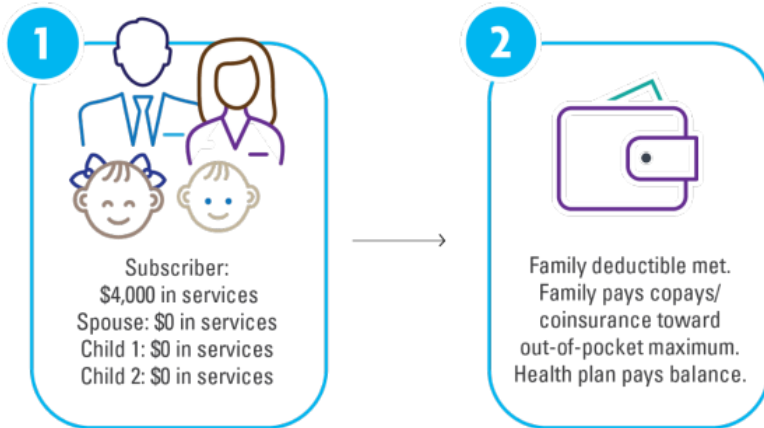 1
Subscriber:
$4,000 in services
Spouse: $0 in services
Child 1: $0 in services
Child 2: $0 in services
2
Family deductible met.
Family pays copays/
coinsurance toward
out-of-pocket maximum.
Health plan pays balance.